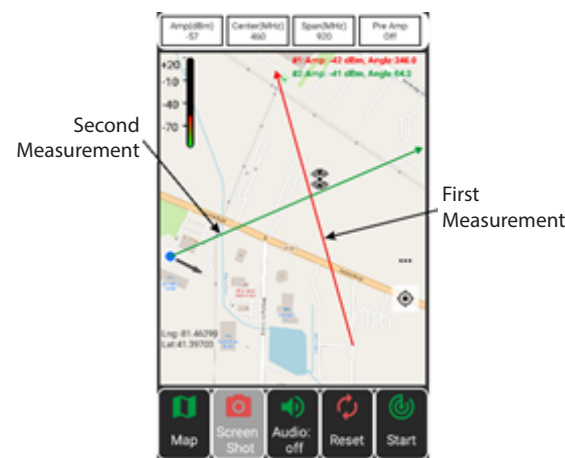 Amp(dBm)
-57
Center(MHz)
460
Span(MHz)
920
Pre Amp
Off
+20
-10
-40
-70
#1 Amp: -42 dBm, Angle:346.0
#2 Amp: -41 dBm, Angle:64.0
Second
Measurement
First
Measurement
Lng:-81.46299
Lat:41.39703
Map
Screen
Shot
Audio:
off
Reset
Start